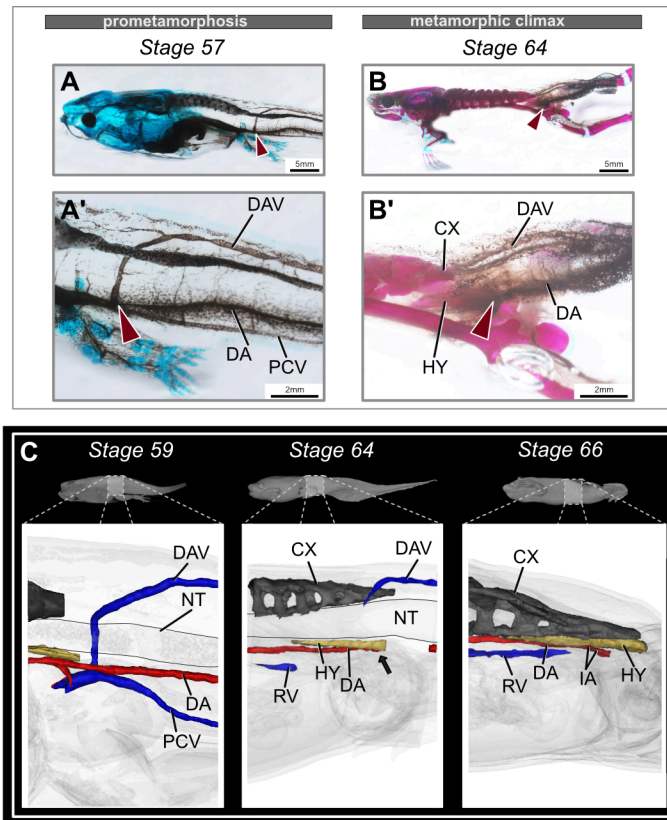 prometamorphosis
metamorphic climax
Stage 57
Stage 64
A
5mm
B
5mm
A'
DAV
DA
PCV
2mm
B'
CX
DAV
DA
HY
2mm
C
Stage 59
Stage 64
Stage 66
DAV
NT
DA
PCV
CX
DAV
NT
HY
DA
RV
CX
DA
IA
HY
RV